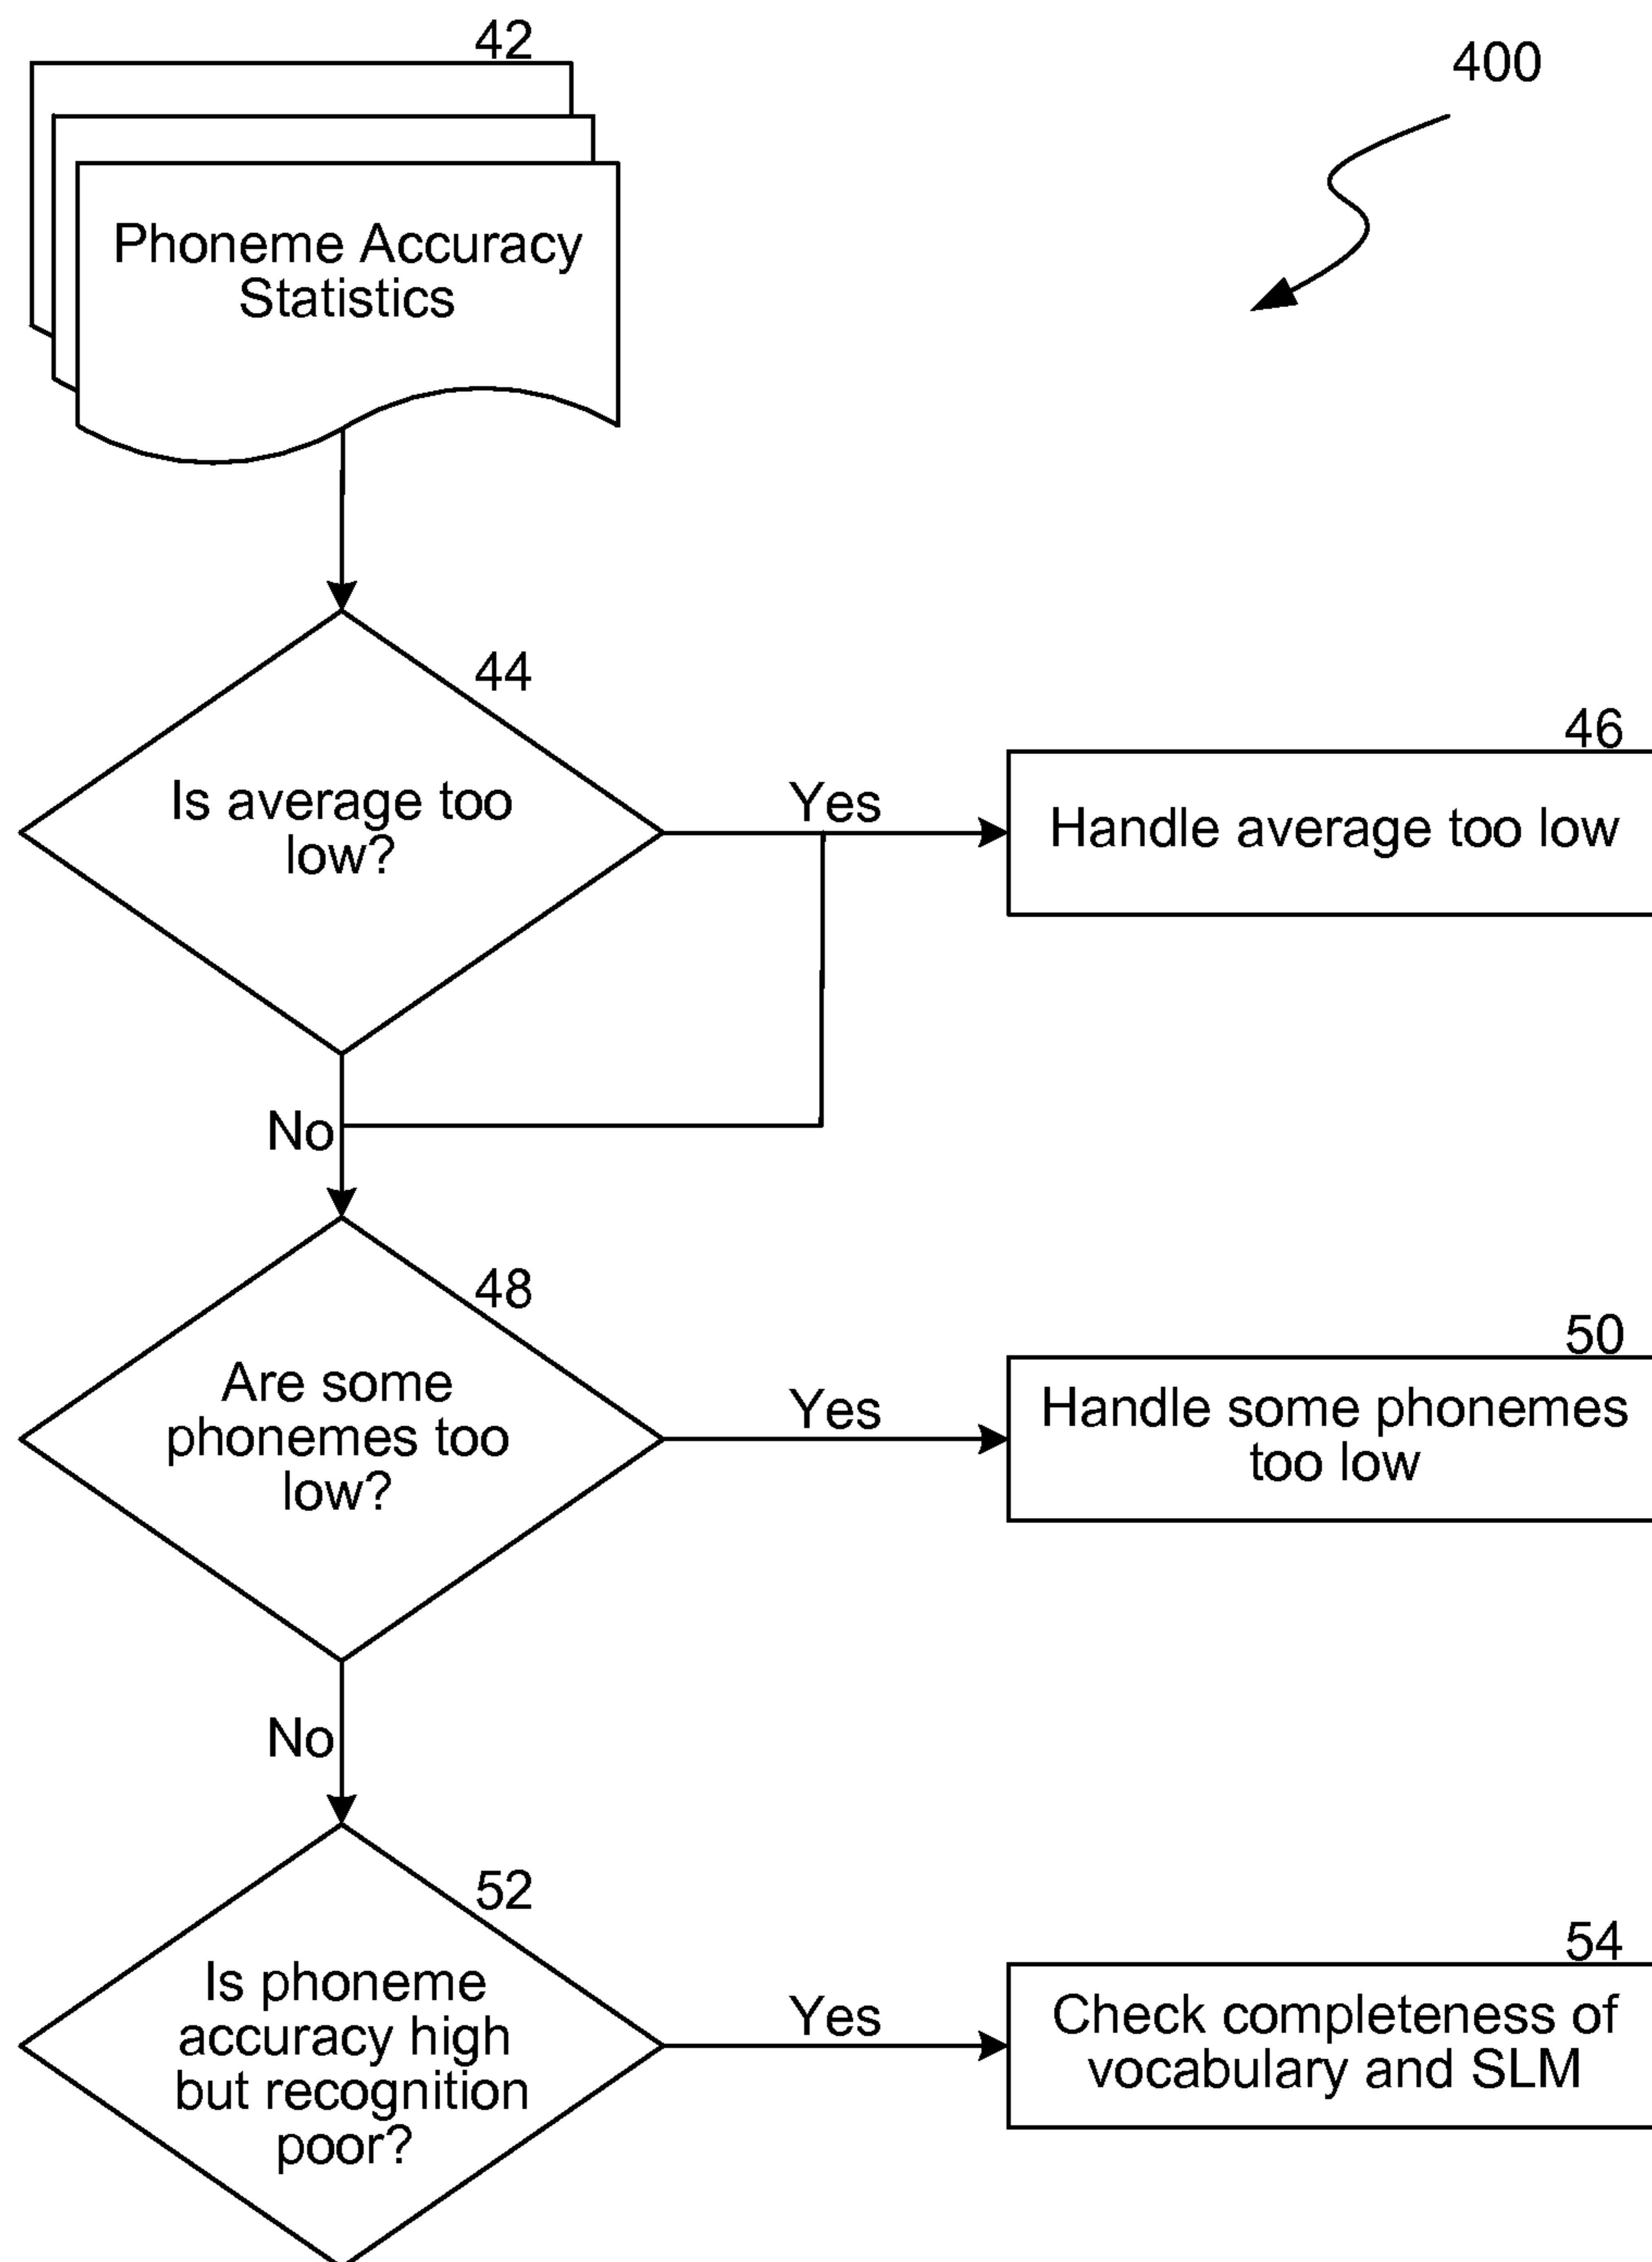 42
400
Phoneme Accuracy
Statistics
44
Is average too
low?
Yes
46
Handle average too low
No
48
Are some
phonemes too
low?
Yes
50
Handle some phonemes
too low
No
52
Is phoneme
accuracy high
but recognition
poor?
Yes
54
Check completeness of
vocabulary and SLM